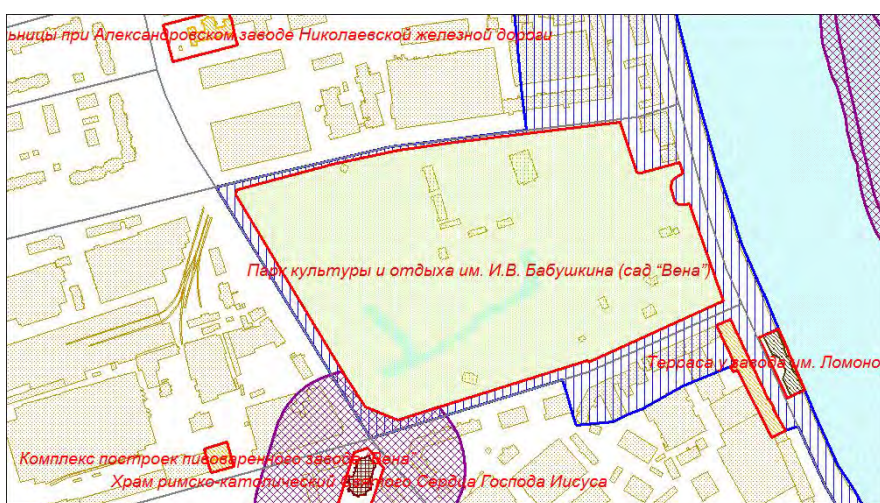 ьницы при Александровском заводе Николаевской железной дороги
Парк культуры и отдыха им. И.В. Бабушкина (сад "Вена")
Терраса у завода им. Ломоно
Комплекс построек пивоваренного завода "Вена"
Храм римско-католический Святого Сердца Господа Иисуса